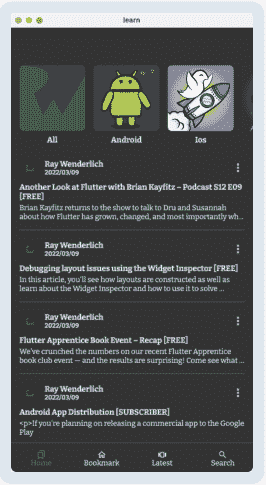 learn
All
Android
Ios
Ray Wenderlich
2022/03/09
Another Look at Flutter with Brian Kayfitz – Podcast S12 E09
[FREE]
Brian Kayfitz returns to the show to talk to Dru and Susannah
about how Flutter has grown, changed, and most importantly wh...
Ray Wenderlich
2022/03/09
Debugging layout issues using the Widget Inspector [FREE]
In this article, you'll see how layouts are constructed as well as
learn about the Widget Inspector and how to use it to solve ...
Ray Wenderlich
2022/03/09
Flutter Apprentice Book Event – Recap [FREE]
We've crunched the numbers on our recent Flutter Apprentice
book club event — and the results are surprising! Come see what ...
Ray Wenderlich
2022/03/09
Android App Distribution [SUBSCRIBER]
<p>If you're planning on releasing a commercial app to the Google
Play
Home
Bookmark
Latest
Search